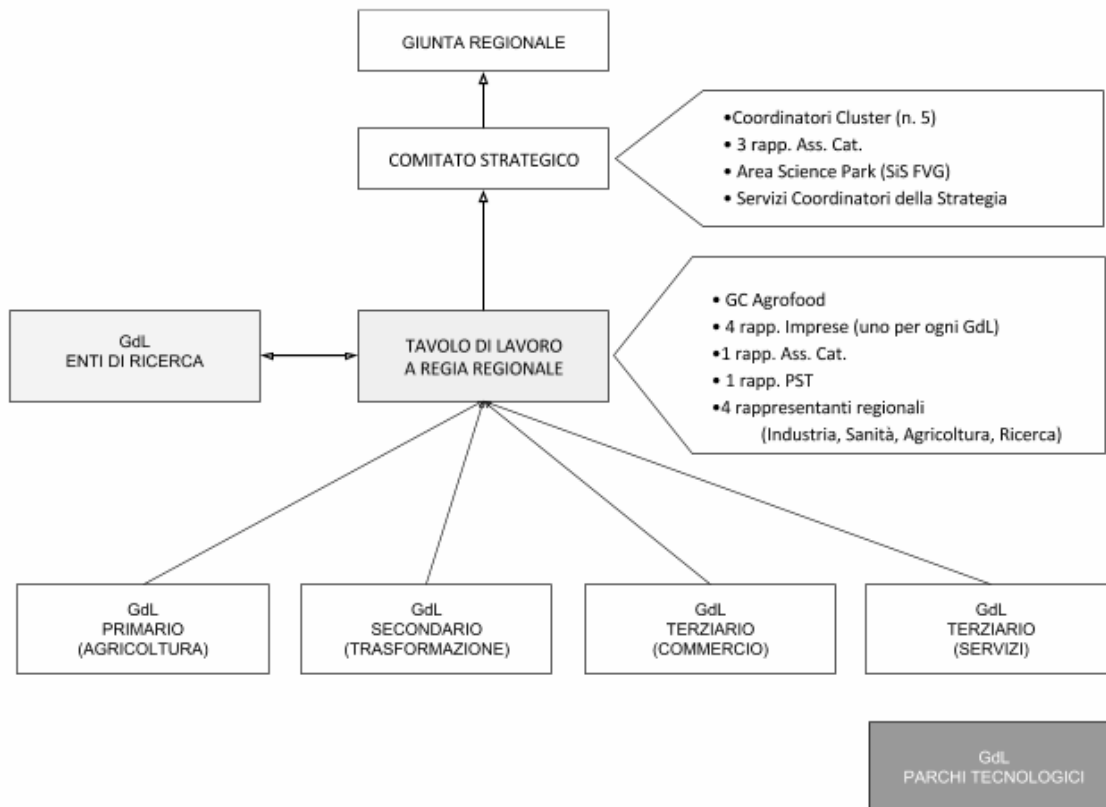 GIUNTA REGIONALE
COMITATO STRATEGICO
•Coordinatori Cluster (n. 5)
• 3 rapp. Ass. Cat.
• Area Science Park (SiS FVG)
• Servizi Coordinatori della Strategia
GdL
ENTI DI RICERCA
TAVOLO DI LAVORO
A REGIA REGIONALE
• GC Agrofood
• 4 rapp. Imprese (uno per ogni GdL)
•1 rapp. Ass. Cat.
• 1 rapp. PST
•4 rappresentanti regionali
(Industria, Sanità, Agricoltura, Ricerca)
GdL
PRIMARIO
(AGRICOLTURA)
GdL
SECONDARIO
(TRASFORMAZIONE)
GdL
TERZIARIO
(COMMERCIO)
GdL
TERZIARIO
(SERVIZI)
GdL
PARCHI TECNOLOGICI